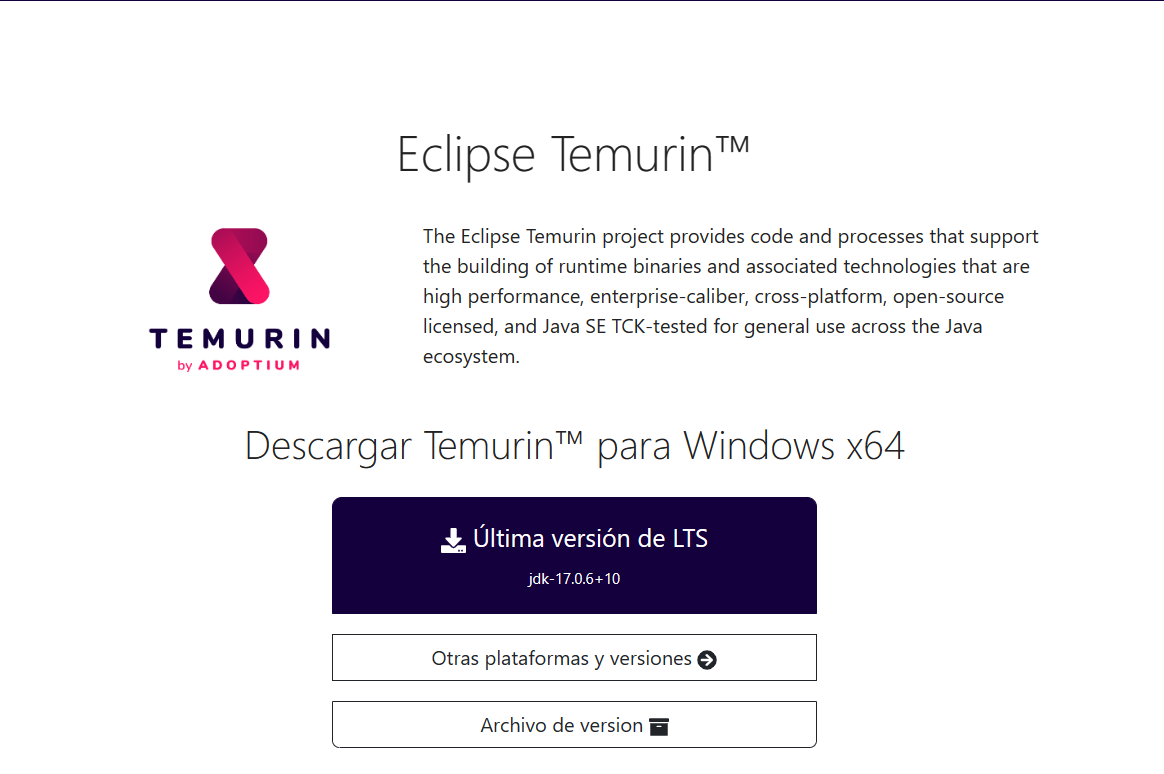 Eclipse Temurin™
TEMURIN
by ADOPTIUM
The Eclipse Temurin project provides code and processes that support
the building of runtime binaries and associated technologies that are
high performance, enterprise-caliber, cross-platform, open-source
licensed, and Java SE TCK-tested for general use across the Java
ecosystem.
Descargar Temurin™ para Windows x64
Última versión de LTS
jdk-17.0.6+10
Otras plataformas y versiones
Archivo de version